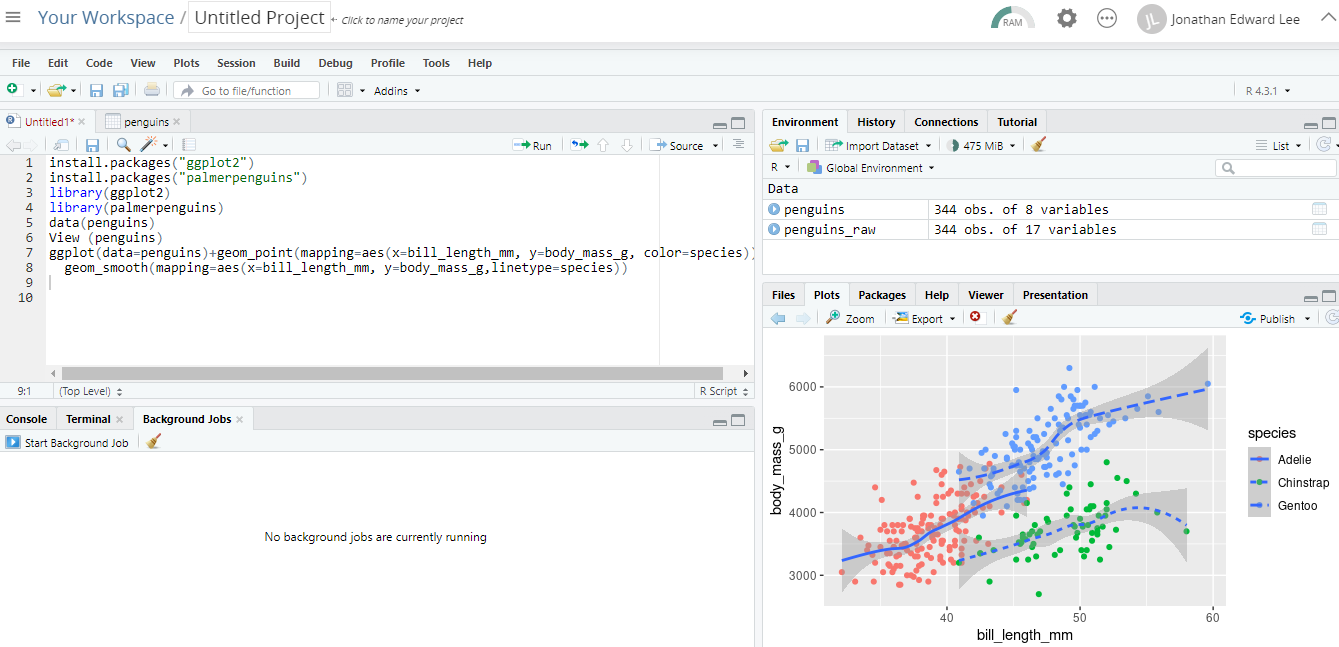 Your Workspace / Untitled Project ← Click to name your project
RAM
JL Jonathan Edward Lee
File Edit Code View Plots Session Build Debug Profile Tools Help
Go to file/function Addins R 4.3.1
Untitled1* × penguins ×
Run Source
1 install.packages("ggplot2")
2 install.packages("palmerpenguins")
3 library(ggplot2)
4 library(palmerpenguins)
5 data(penguins)
6 View (penguins)
7 ggplot(data=penguins)+geom_point(mapping=aes(x=bill_length_mm, y=body_mass_g, color=species))
8 geom_smooth(mapping=aes(x=bill_length_mm, y=body_mass_g,linetype=species))
9
10
9:1 (Top Level) R Script
Console Terminal × Background Jobs ×
Start Background Job
No background jobs are currently running
Environment History Connections Tutorial
Import Dataset 475 MiB List
R Global Environment
Data
penguins 344 obs. of 8 variables
penguins_raw 344 obs. of 17 variables
Files Plots Packages Help Viewer Presentation
Zoom Export Publish
6000
5000
4000
3000
body_mass_g
40 50 60
bill_length_mm
species
Adelie
Chinstrap
Gentoo